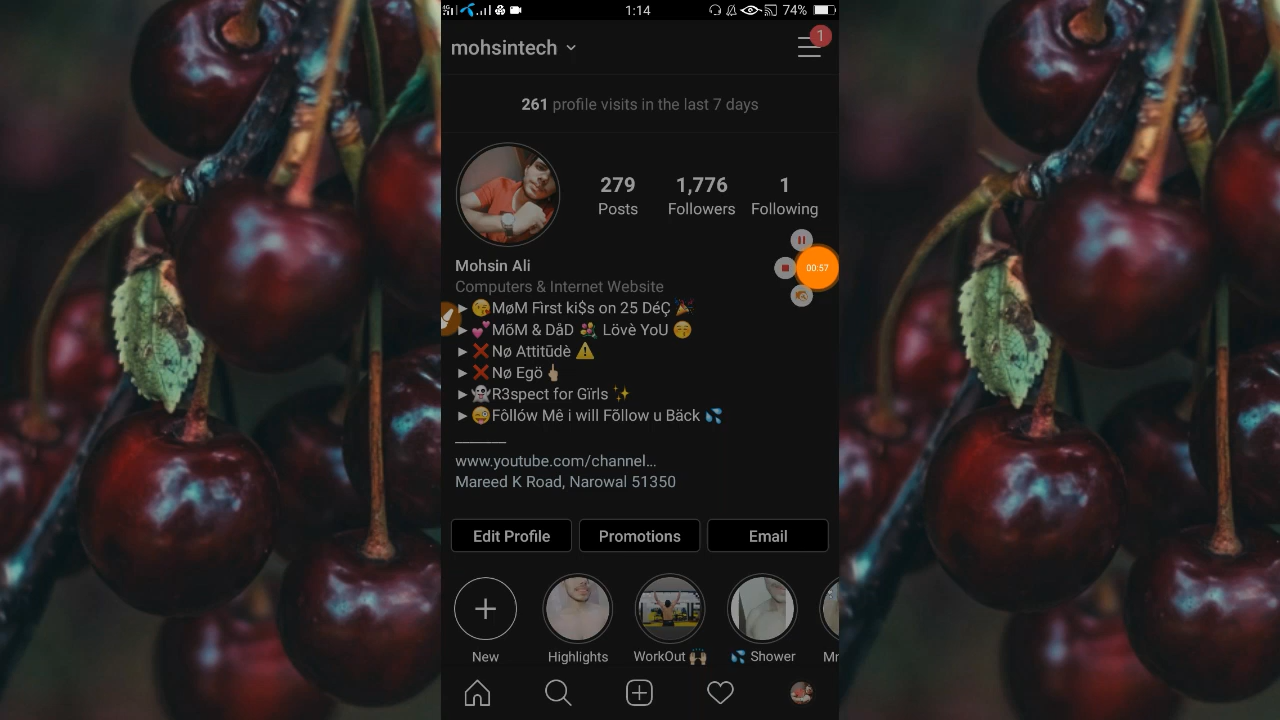 1:14
74%
mohsintech
1
261 profile visits in the last 7 days
279 1,776 1
Posts Followers Following
00:57
Mohsin Ali
Computers & Internet Website
►😘MøM Fìrst ki$s on 25 DéÇ 🎉
►💕MõM & DåD 💐 Lövè YoU 😚
►❌Nø Attitūdè ⚠️
►❌Nø Egö🖕🏼
►👻R3spect for Gïrls ✨
►😜Fôllów Mê i will Fōllow u Bäck 💦
www.youtube.com/channel...
Mareed K Road, Narowal 51350
Edit Profile Promotions Email
New Highlights WorkOut 🙌🏼 💦 Shower